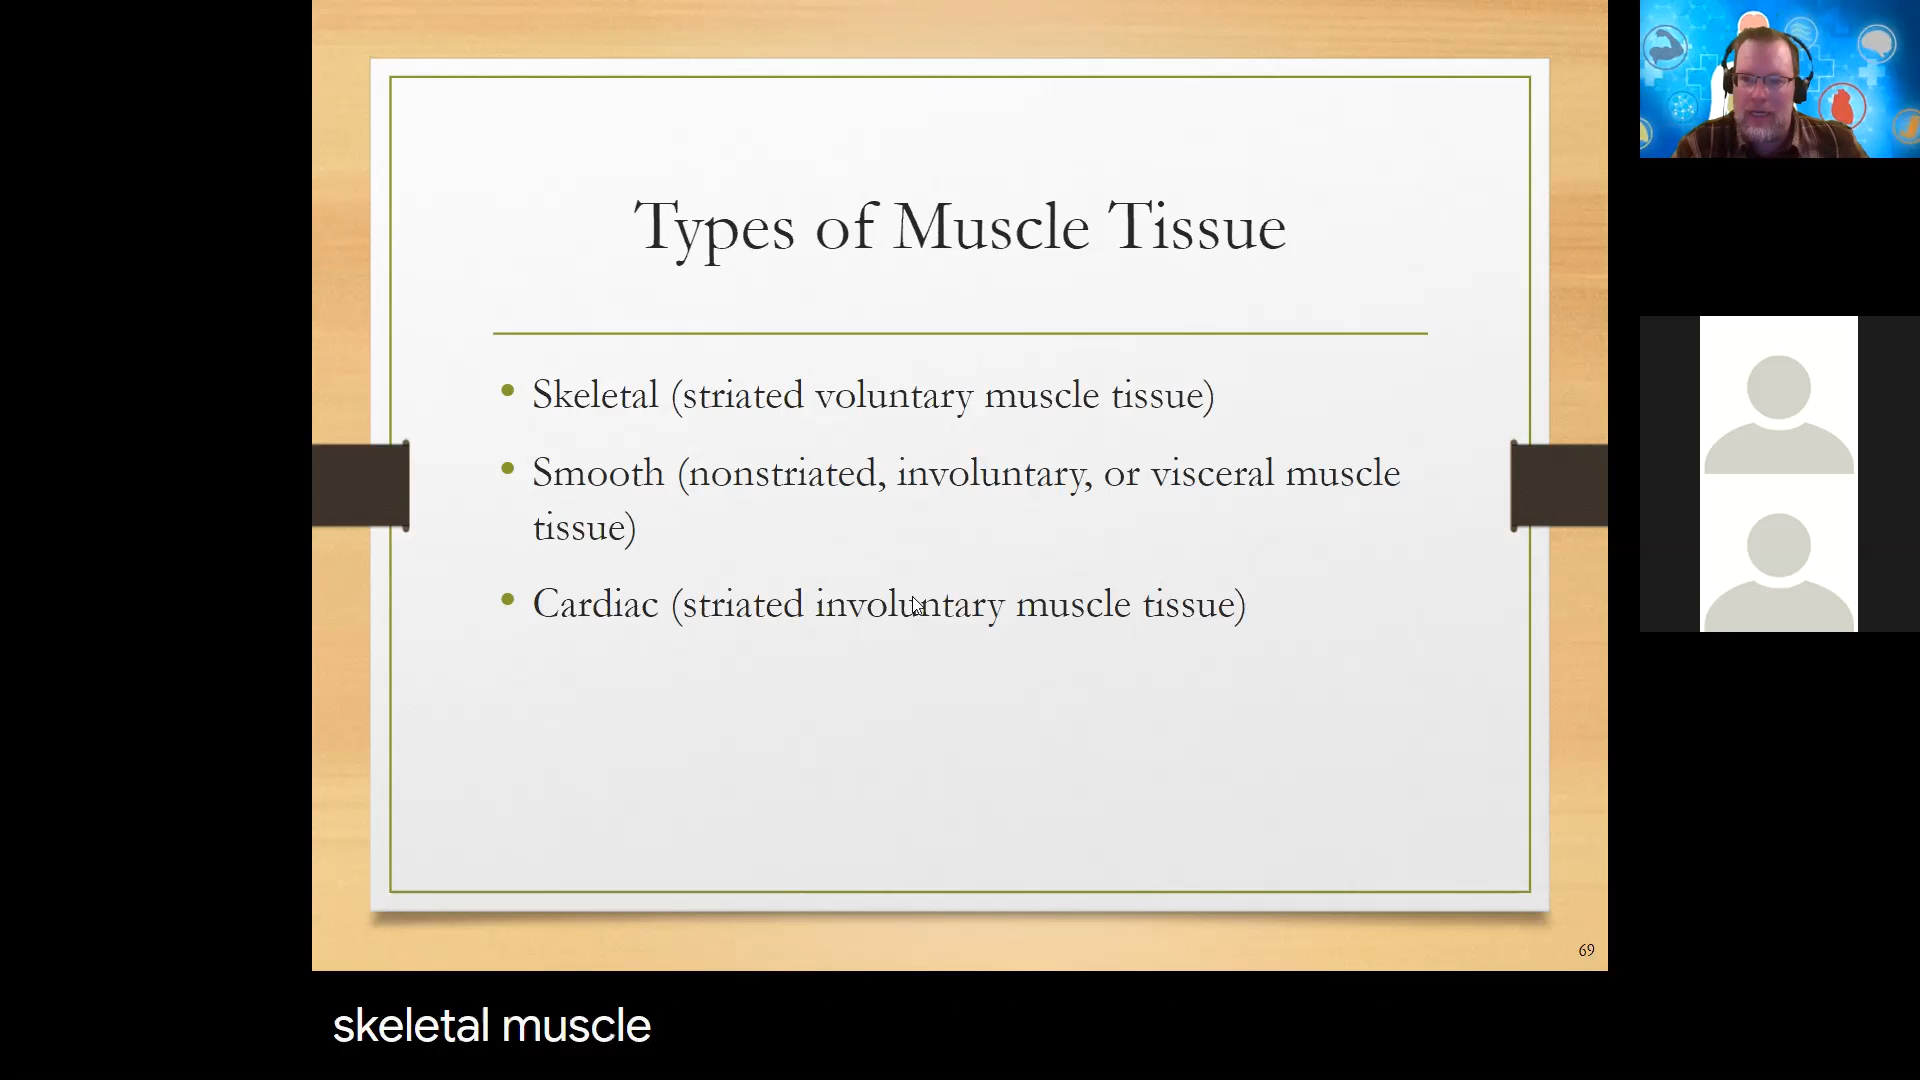 Types of Muscle Tissue
• Skeletal (striated voluntary muscle tissue)
• Smooth (nonstriated, involuntary, or visceral muscle
tissue)
• Cardiac (striated involuntary muscle tissue)
69
skeletal muscle